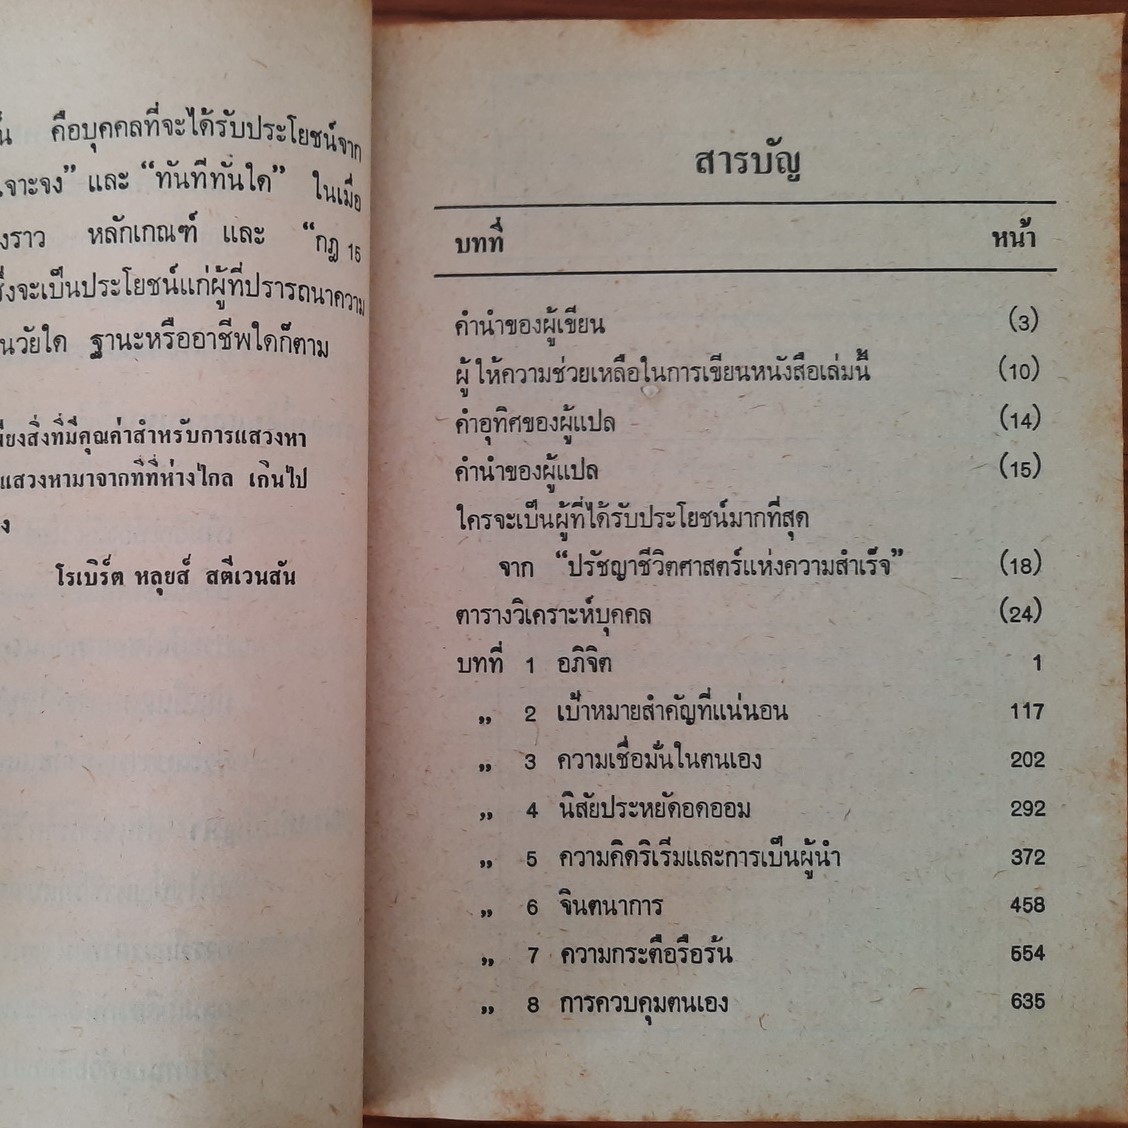 คือบุคคลที่จะได้รับประโยชน์จาก
เจาะจง” และ “ทันทีทันใด” ในเมื่อ
หลักเกณฑ์ และ “กฎ 15
ซึ่งจะเป็นประโยชน์แก่ผู้ที่ปรารถนาความ
วัยใด ฐานะหรืออาชีพใดก็ตาม
สิ่งที่มีคุณค่าสำหรับการแสวงหา
แสวงหามาจากที่ที่ห่างไกล เกินไป
โรเบิร์ต หลุยส์ สตีเวนสัน
สารบัญ
บทที่ หน้า
คำนำของผู้เขียน (3)
ผู้ให้ความช่วยเหลือในการเขียนหนังสือเล่มนี้ (10)
คำอุทิศของผู้แปล (14)
คำนำของผู้แปล (15)
ใครจะเป็นผู้ที่ได้รับประโยชน์มากที่สุด
จาก “ปรัชญาชีวิตศาสตร์แห่งความสำเร็จ” (18)
ตารางวิเคราะห์บุคคล (24)
บทที่ 1 อภิจิต 1
„ 2 เป้าหมายสำคัญที่แน่นอน 117
„ 3 ความเชื่อมั่นในตนเอง 202
„ 4 นิสัยประหยัดอดออม 292
„ 5 ความคิดริเริ่มและการเป็นผู้นำ 372
„ 6 จินตนาการ 458
„ 7 ความกระตือรือร้น 554
„ 8 การควบคุมตนเอง 635